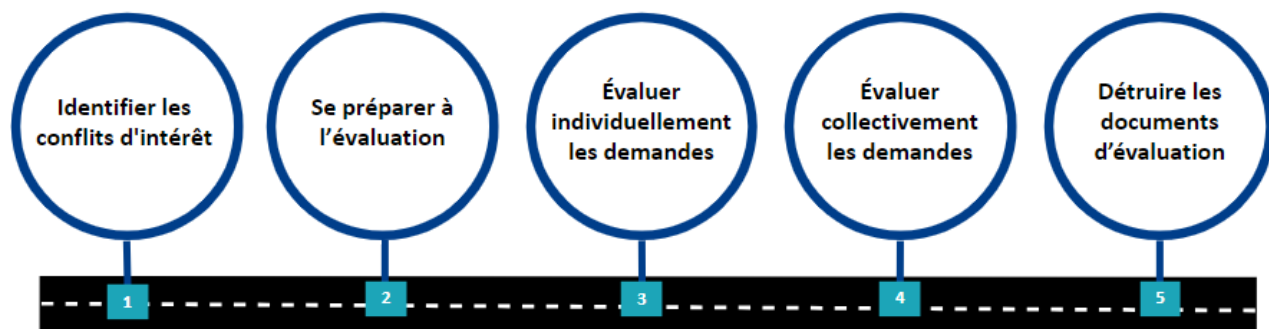 Identifier les
conflits d'intérêt
Se préparer à
l’évaluation
Évaluer
individuellement
les demandes
Évaluer
collectivement
les demandes
Détruire les
documents
d’évaluation
1
2
3
4
5